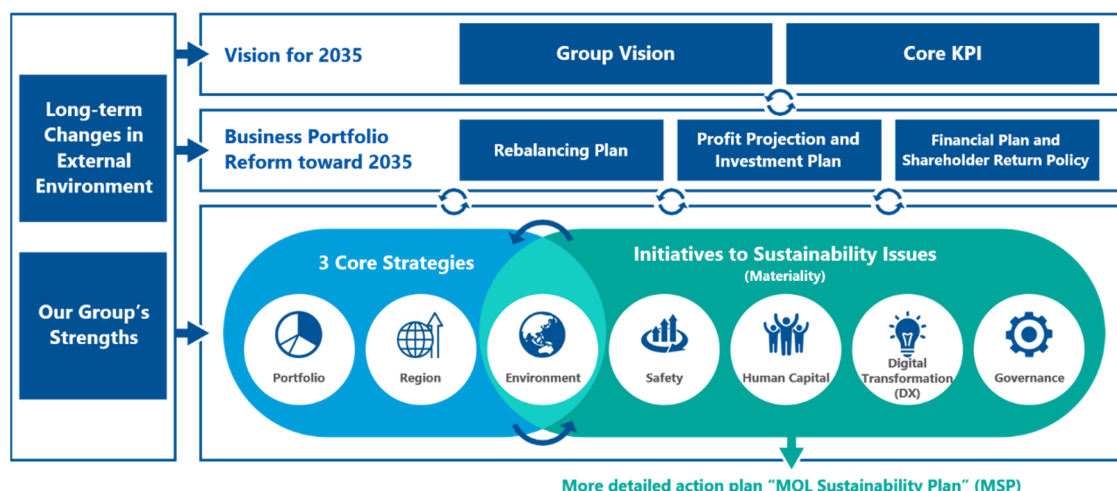 Long-term
Changes in
External
Environment
Our Group's
Strengths
Vision for 2035
Group Vision
Core KPI
Business Portfolio
Reform toward 2035
Rebalancing Plan
Profit Projection and
Investment Plan
Financial Plan and
Shareholder Return Policy
3 Core Strategies
Initiatives to Sustainability Issues
(Materiality)
Portfolio
Region
Environment
Safety
Human Capital
Digital
Transformation
(DX)
Governance
More detailed action plan "MOL Sustainability Plan" (MSP)